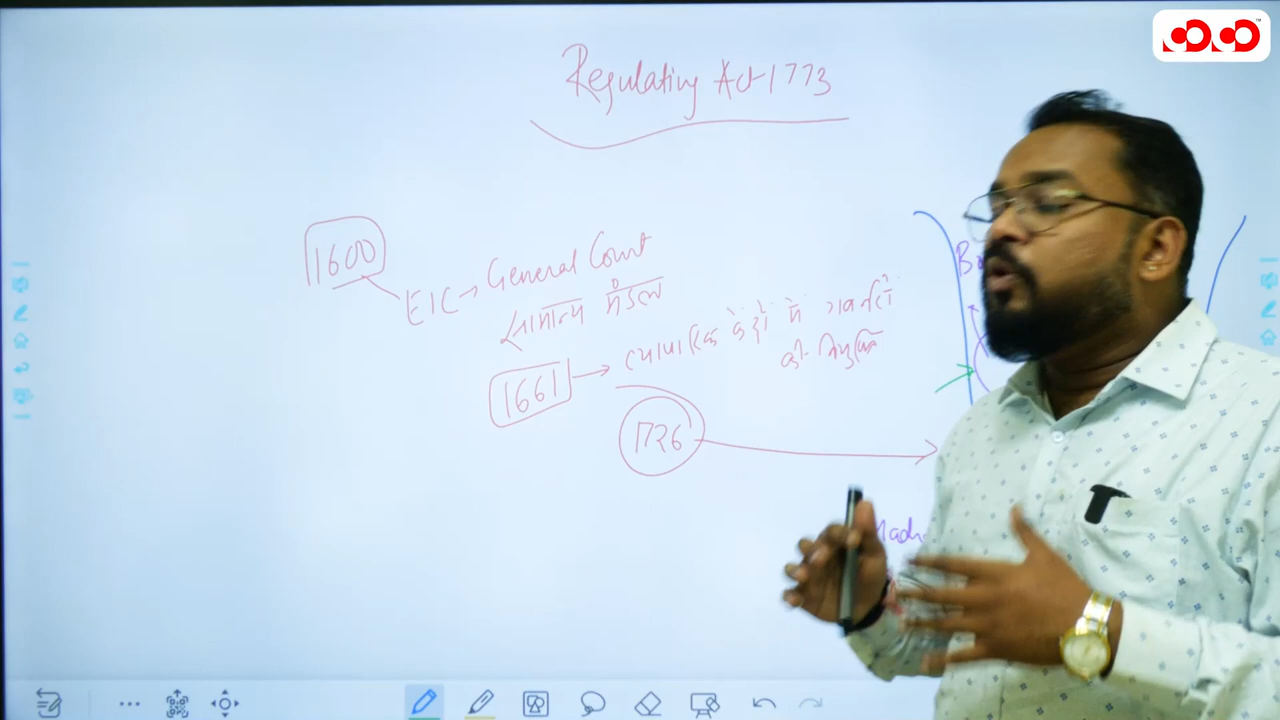 Regulating Act-1773
1600
EIC → General Court
सामान्य मंडल
1661 → व्यापारिक केंद्रों में गवर्नरों
की नियुक्ति
1726